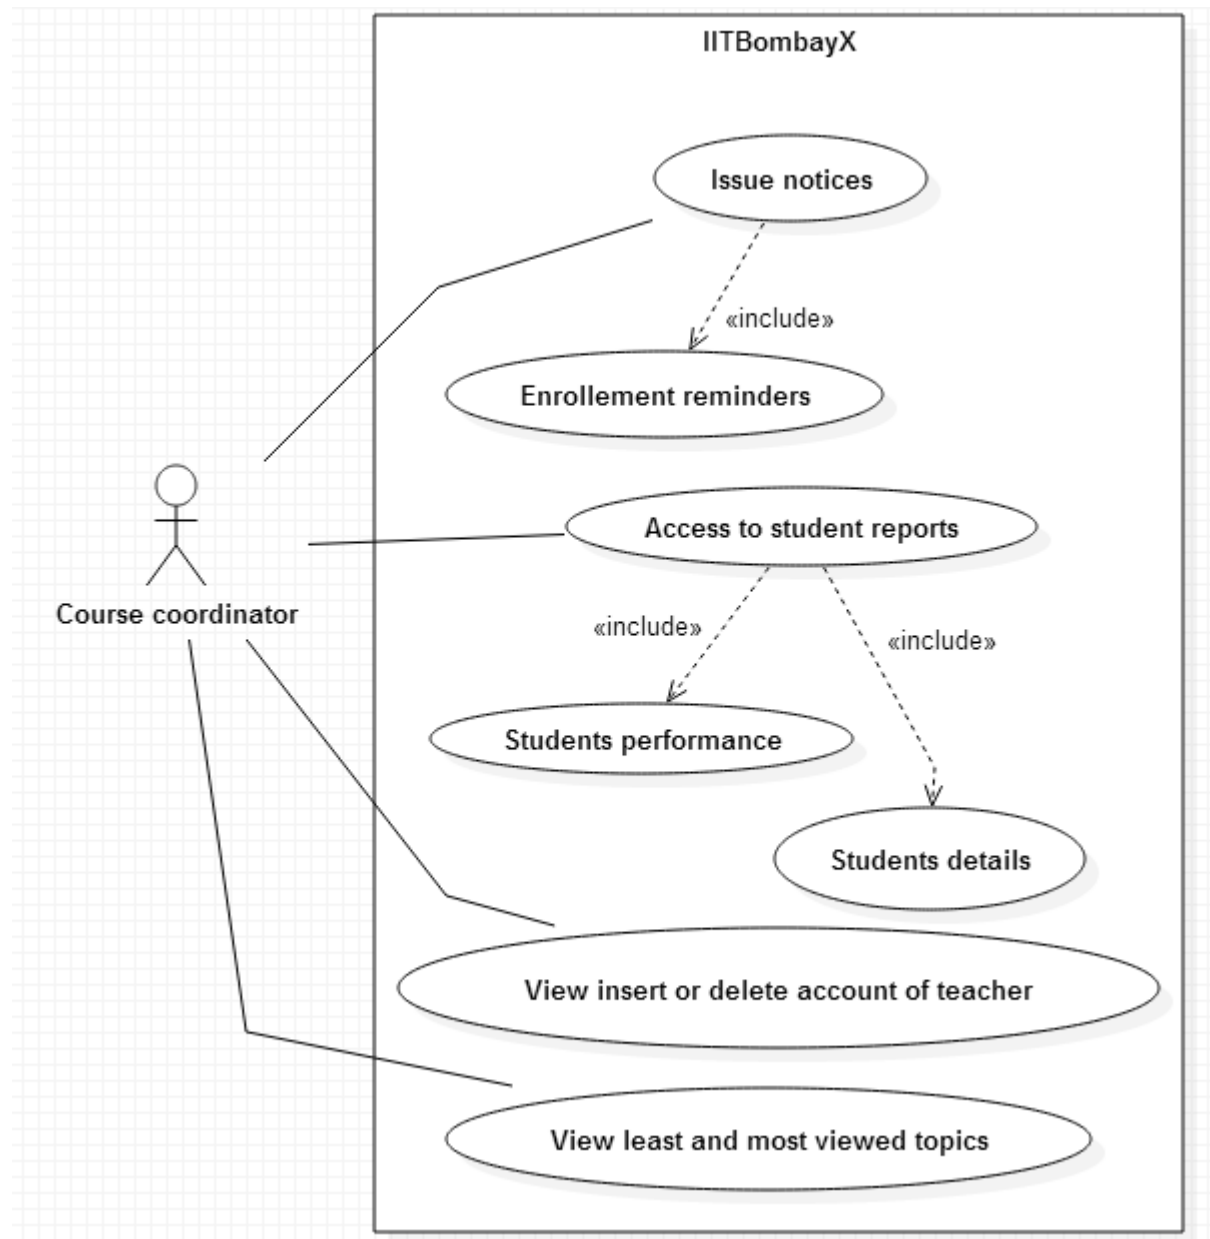 IITBombayX
Issue notices
«include»
Enrollement reminders
Access to student reports
Course coordinator
«include»
«include»
Students performance
Students details
View insert or delete account of teacher
View least and most viewed topics